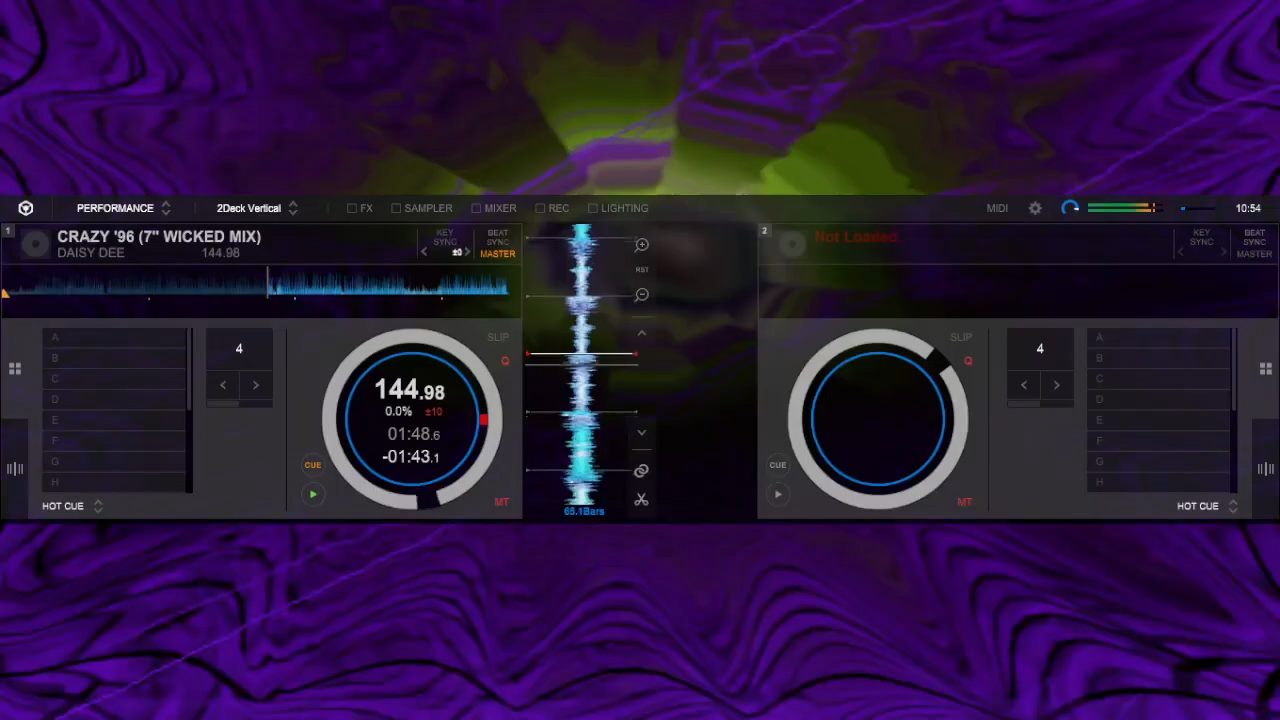 PERFORMANCE 2Deck Vertical FX SAMPLER MIXER REC LIGHTING MIDI 10:54
1 CRAZY '96 (7" WICKED MIX)
DAISY DEE 144.98
KEY SYNC ±0
BEAT SYNC MASTER
RST
2 Not Loaded
KEY SYNC
BEAT SYNC MASTER
A
B
C
D
E
F
G
H
HOT CUE
4
SLIP
Q
144.98
0.0% ±10
01:48.6
-01:43.1
CUE
MT
65.1Bars
SLIP
Q
CUE
MT
4
A
B
C
D
E
F
G
H
HOT CUE